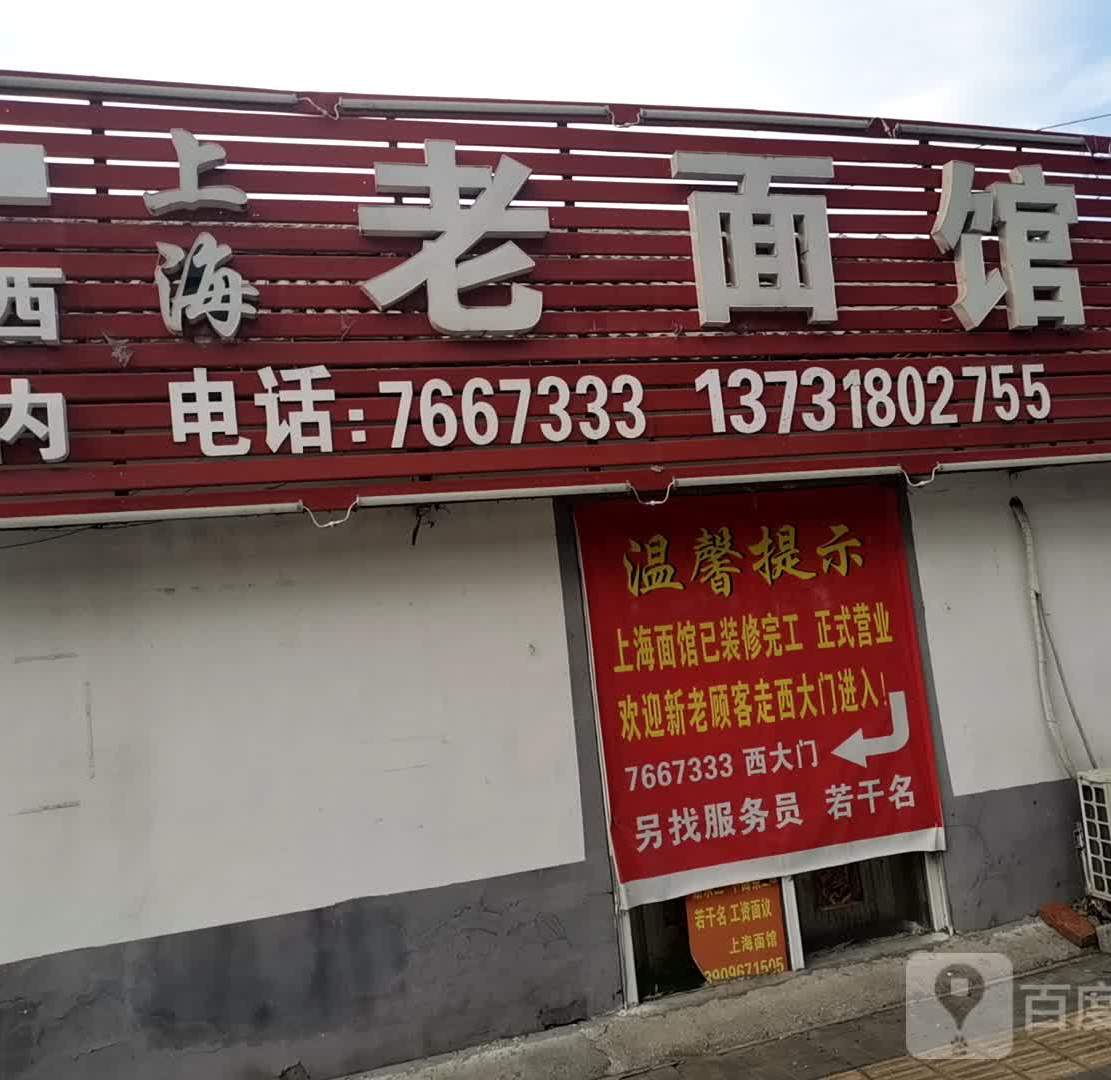 上海 老面馆
西
内 电话:7667333 13731802755
温馨提示
上海面馆已装修完工 正式营业
欢迎新老顾客走西大门进入!
7667333 西大门
另找服务员 若干名
若干名 工资面议
上海面馆
3909671505
百度